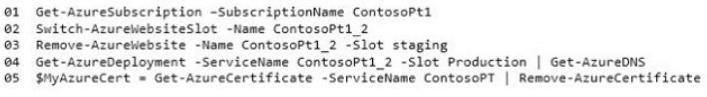 01 Get-AzureSubscription –SubscriptionName ContosoPt1
02 Switch-AzureWebsiteSlot -Name ContosoPt1_2
03 Remove-AzureWebsite -Name ContosoPt1_2 -Slot staging
04 Get-AzureDeployment -ServiceName ContosoPt1_2 -Slot Production | Get-AzureDNS
05 $MyAzureCert = Get-AzureCertificate -ServiceName ContosoPT | Remove-AzureCertificate